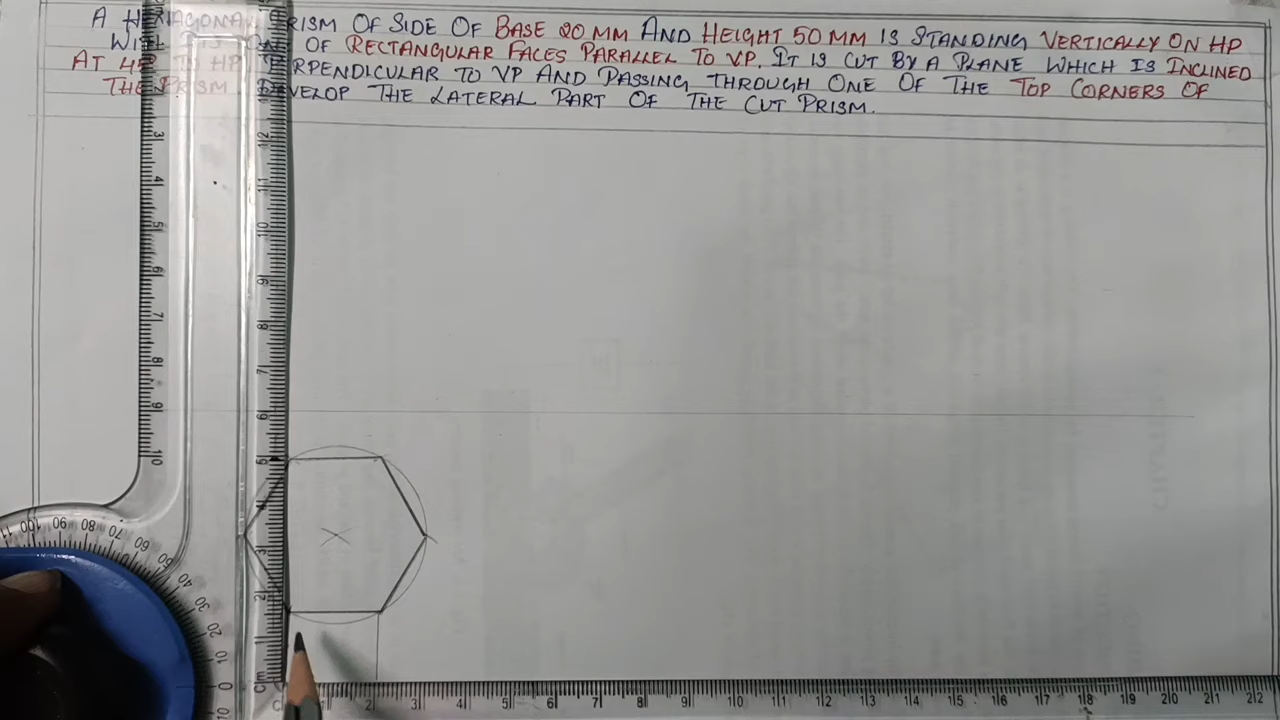 A HEXAGONAL PRISM OF SIDE OF BASE 20 MM AND HEIGHT 50 MM IS STANDING VERTICALLY ON HP
WITH OF RECTANGULAR FACES PARALLEL TO VP. IT IS CUT BY A PLANE WHICH IS INCLINED
AT TO HP PERPENDICULAR TO VP AND PASSING THROUGH ONE OF THE TOP CORNERS OF
THE PRISM. DEVELOP THE LATERAL PART OF THE CUT PRISM.